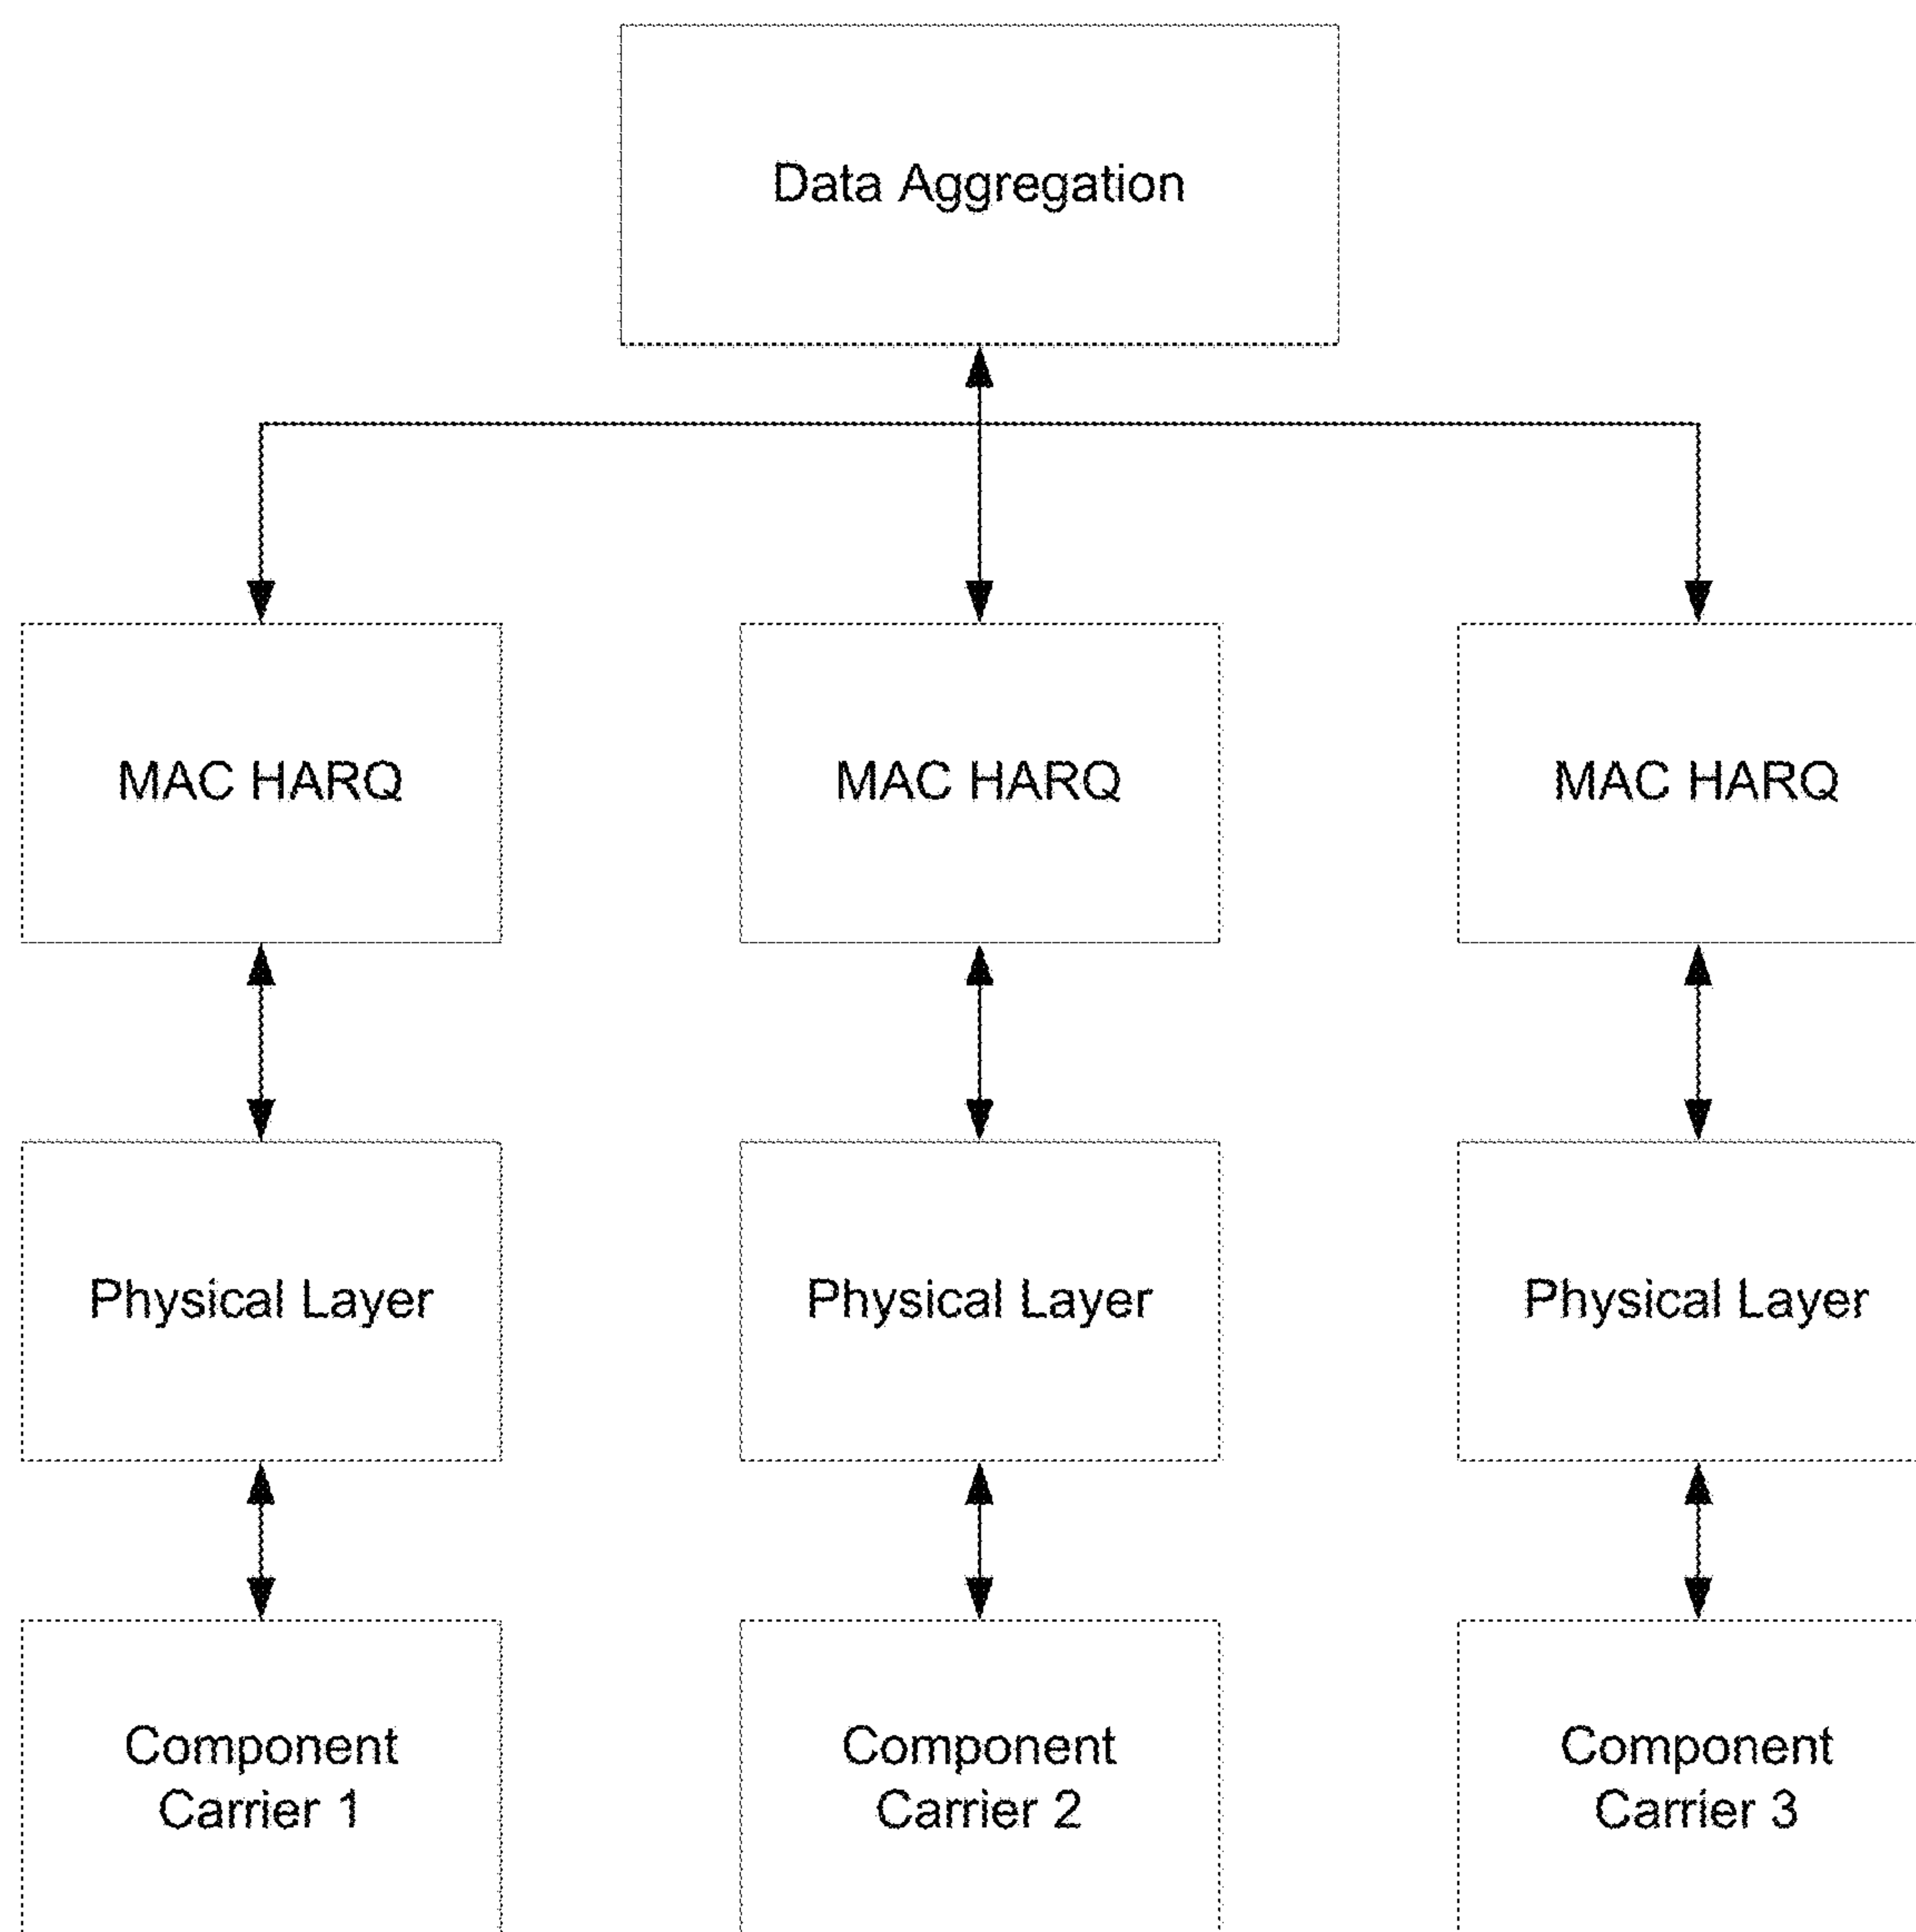 Data Aggregation
MAC HARQ
MAC HARQ
MAC HARQ
Physical Layer
Physical Layer
Physical Layer
Component
Carrier 1
Component
Carrier 2
Component
Carrier 3